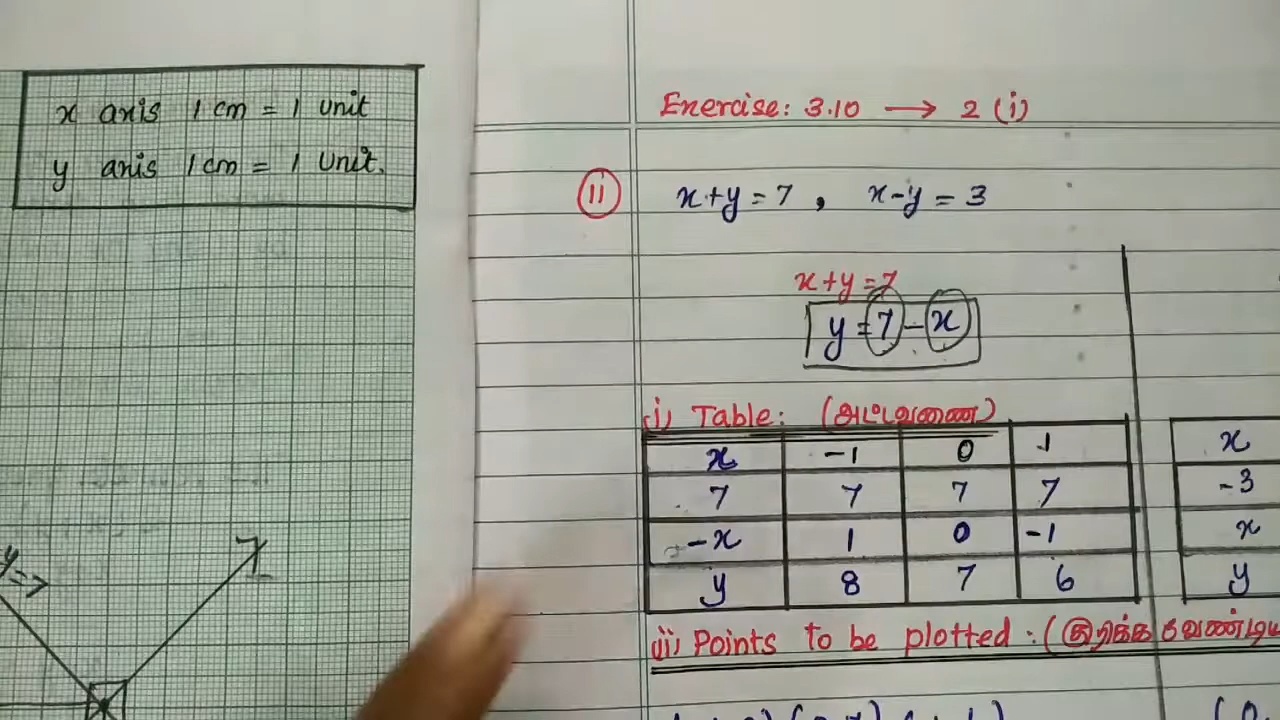 x axis 1 cm = 1 unit
y axis 1 cm = 1 unit.
Exercise: 3.10 → 2 (i)
(ii) x+y = 7 , x-y = 3
x+y = 7
y = 7 - x
(i) Table: (அட்டவணை)
x -1 0 1
7 7 7 7
-x 1 0 -1
y 8 7 6
x
-3
x
y
(ii) Points to be plotted : (குறிக்க வேண்டிய